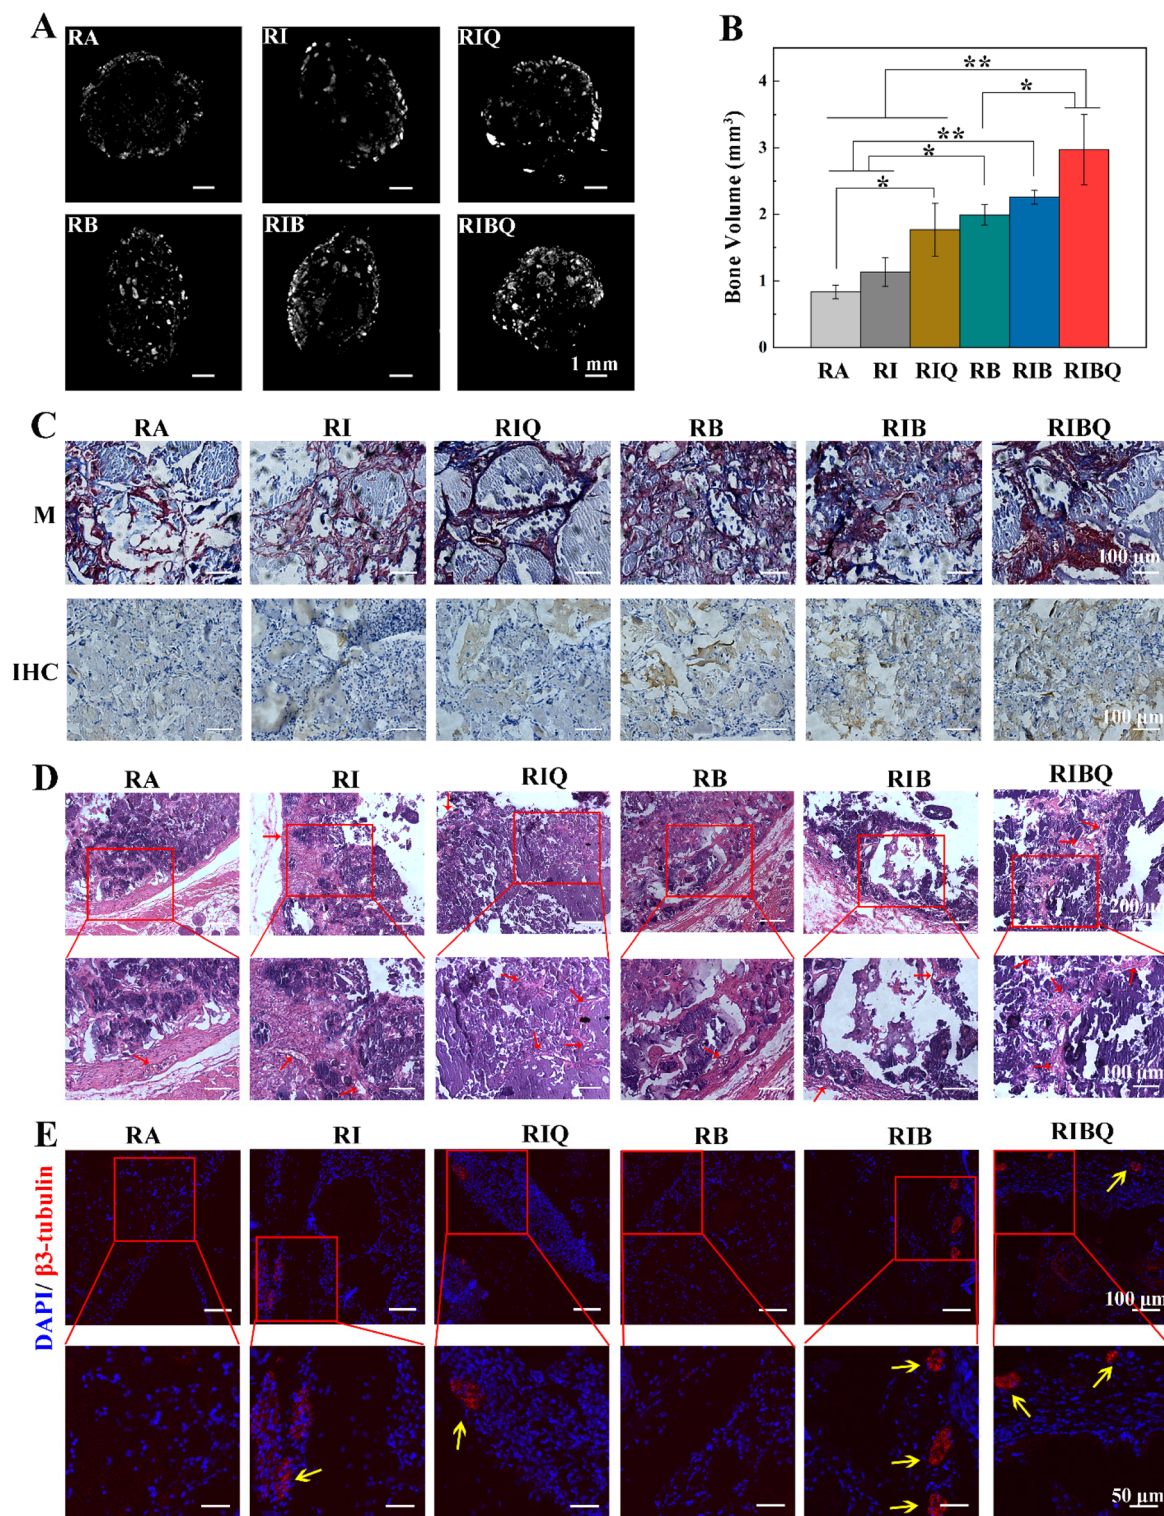 A
RA
RI
RIQ
RB
RIB
RIBQ
1 mm
B
Bone Volume (mm³)
4
3
2
1
0
**
*
**
*
*
RA RI RIQ RB RIB RIBQ
C
RA RI RIQ RB RIB RIBQ
M
100 μm
IHC
100 μm
D
RA RI RIQ RB RIB RIBQ
200 μ
100 μm
E
RA RI RIQ RB RIB RIBQ
DAPI/ β3-tubulin
100 μm
50 μm